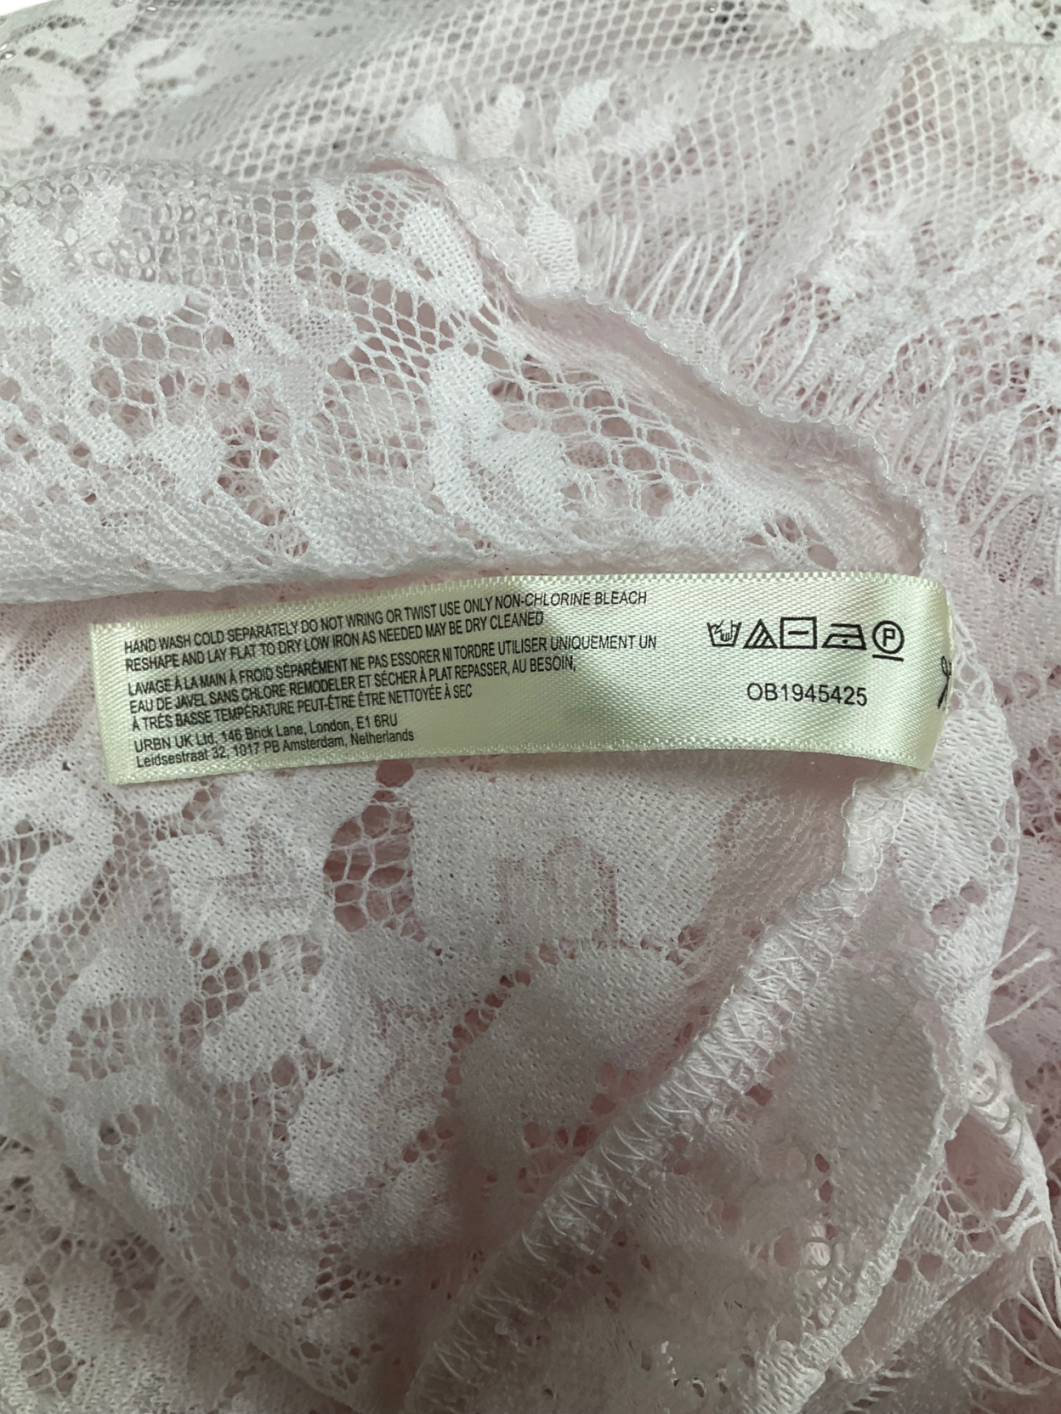 HAND WASH COLD SEPARATELY DO NOT WRING OR TWIST USE ONLY NON-CHLORINE BLEACH
RESHAPE AND LAY FLAT TO DRY LOW IRON AS NEEDED MAY BE DRY CLEANED
LAVAGE À LA MAIN À FROID SÉPARÉMENT NE PAS ESSORER NI TORDRE UTILISER UNIQUEMENT UN
EAU DE JAVEL SANS CHLORE REMODELER ET SÉCHER À PLAT REPASSER, AU BESOIN,
À TRÈS BASSE TEMPÉRATURE PEUT-ÊTRE ÊTRE NETTOYÉE À SEC
URBN UK Ltd, 146 Brick Lane, London, E1 6RU
Leidsestraat 32, 1017 PB Amsterdam, Netherlands
P
OB1945425